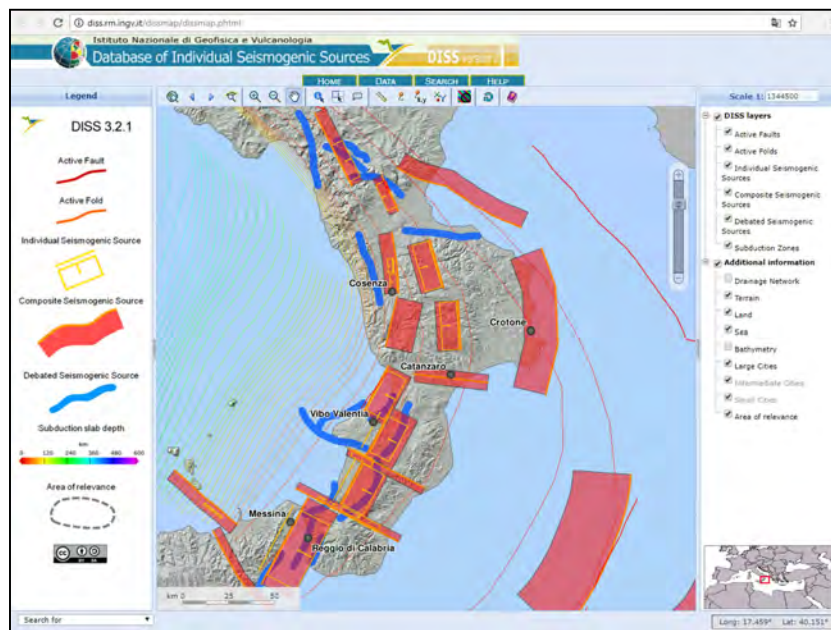 diss.rm.ingv.it/dissmap/dissmap.phtml
Istituto Nazionale di Geofisica e Vulcanologia
Database of Individual Seismogenic Sources
DISS
HOME DATA SEARCH HELP
Legend
Scale 1: 1344500
DISS 3.2.1
Active Fault
Active Fold
Individual Seismogenic Source
Composite Seismogenic Source
Debated Seismogenic Source
Subduction slab depth
km
0 120 240 360 480 600
Area of relevance
Search for
Cosenza
Crotone
Catanzaro
Vibo Valentia
Messina
Reggio di Calabria
km 0 25 50
DISS layers
Active Faults
Active Folds
Individual Seismogenic
Sources
Composite Seismogenic
Sources
Debated Seismogenic
Sources
Subduction Zones
Additional information
Drainage Network
Terrain
Land
Sea
Bathymetry
Large Cities
Intermediate Cities
Small Cities
Area of relevance
Long: 17.459° Lat: 40.151°